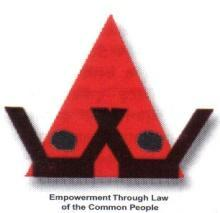 Empowerment Through Law
of the Common People